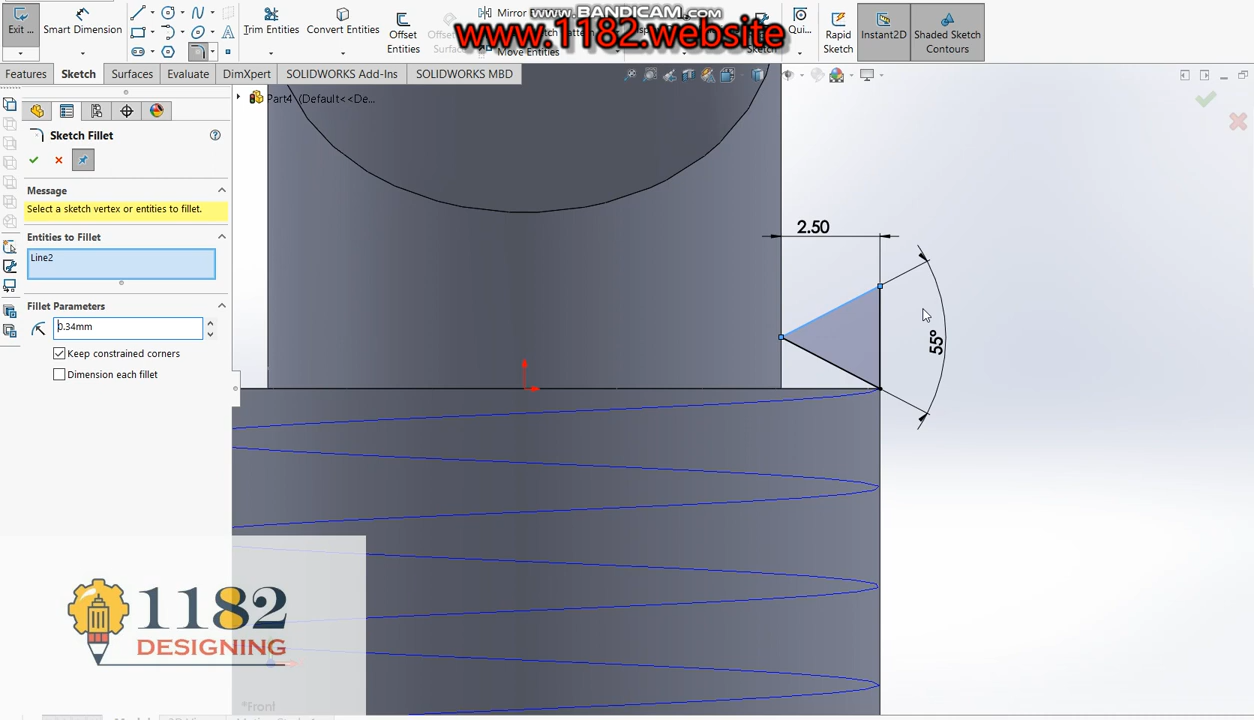 www.BANDICAM.com
www.1182.website
Exit ...
Smart Dimension
Trim Entities
Convert Entities
Offset
Entities
Mirror
Move Entities
Qui...
Rapid
Sketch
Instant2D
Shaded Sketch
Contours
Features
Sketch
Surfaces
Evaluate
DimXpert
SOLIDWORKS Add-Ins
SOLIDWORKS MBD
Part4 (Default<<De...
Sketch Fillet
Message
Select a sketch vertex or entities to fillet.
Entities to Fillet
Line2
Fillet Parameters
0.34mm
Keep constrained corners
Dimension each fillet
2.50
55°
1182
DESIGNING
*Front